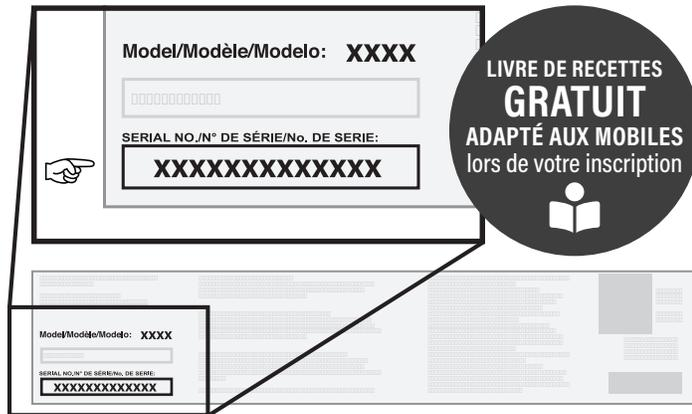 Model/Modèle/Modelo: XXXX
SERIAL NO./N° DE SÉRIE/No. DE SERIE:
XXXXXXXXXXXXX
LIVRE DE RECETTES
GRATUIT
ADAPTÉ AUX MOBILES
lors de votre inscription
Model/Modèle/Modelo: XXXX
SERIAL NO./N° DE SÉRIE/No. DE SERIE:
XXXXXXXXXXXXX